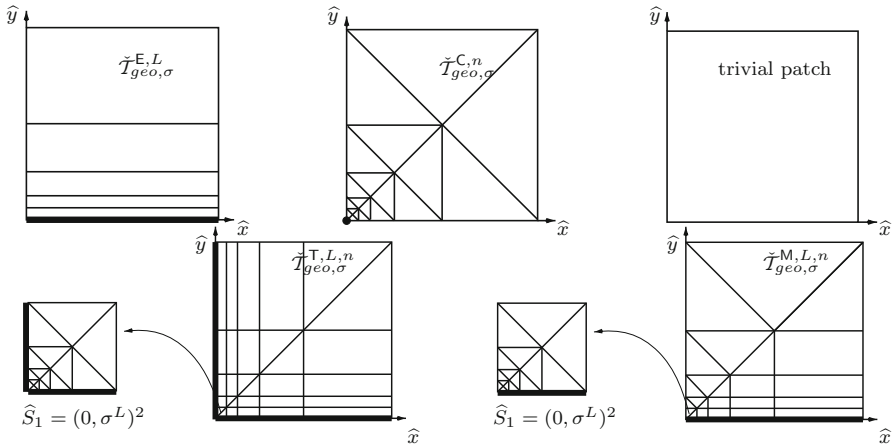 ŷ
𝒯̌^{E,L}_{geo,σ}
x̂
ŷ
𝒯̌^{C,n}_{geo,σ}
x̂
ŷ
trivial patch
x̂
ŷ
𝒯̌^{T,L,n}_{geo,σ}
x̂
Ŝ₁ = (0, σ^L)²
ŷ
𝒯̌^{M,L,n}_{geo,σ}
x̂
Ŝ₁ = (0, σ^L)²